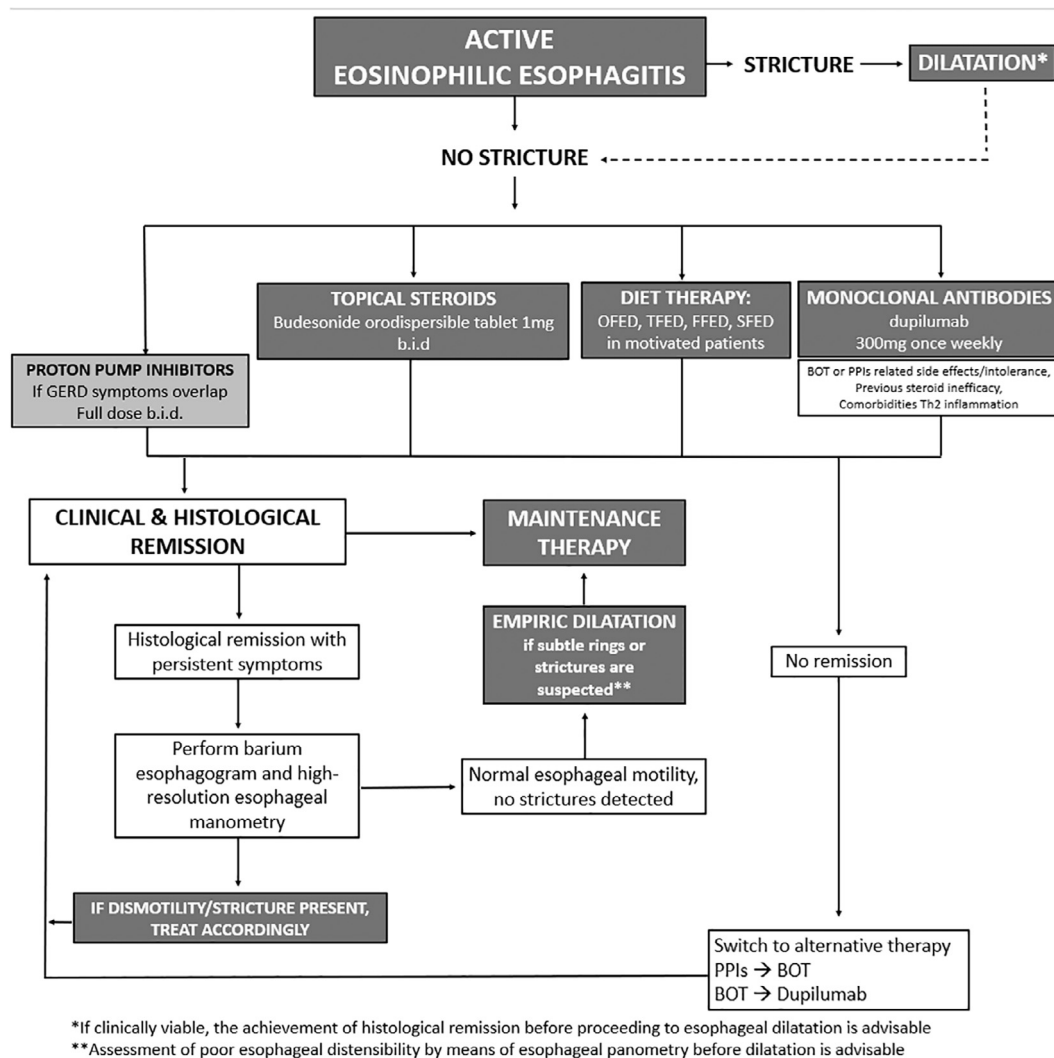 ACTIVE
EOSINOPHILIC ESOPHAGITIS
STRICTURE
DILATATION*
NO STRICTURE
PROTON PUMP INHIBITORS
If GERD symptoms overlap
Full dose b.i.d.
TOPICAL STEROIDS
Budesonide orodispersible tablet 1mg
b.i.d
DIET THERAPY:
OFED, TFED, FFED, SFED
in motivated patients
MONOCLONAL ANTIBODIES
dupilumab
300mg once weekly
BOT or PPIs related side effects/intolerance,
Previous steroid inefficacy,
Comorbidities Th2 inflammation
CLINICAL & HISTOLOGICAL
REMISSION
MAINTENANCE
THERAPY
Histological remission with
persistent symptoms
EMPIRIC DILATATION
if subtle rings or
strictures are
suspected**
No remission
Perform barium
esophagogram and high-
resolution esophageal
manometry
Normal esophageal motility,
no strictures detected
IF DISMOTILITY/STRICTURE PRESENT,
TREAT ACCORDINGLY
Switch to alternative therapy
PPIs → BOT
BOT → Dupilumab
*If clinically viable, the achievement of histological remission before proceeding to esophageal dilatation is advisable
**Assessment of poor esophageal distensibility by means of esophageal panometry before dilatation is advisable